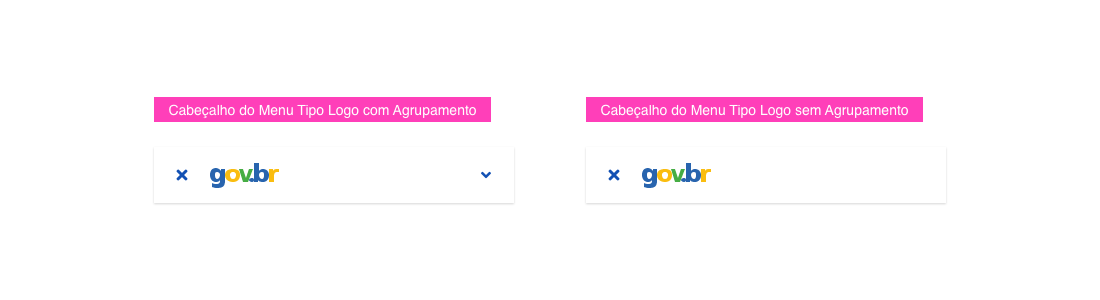 Cabeçalho do Menu Tipo Logo com Agrupamento
Cabeçalho do Menu Tipo Logo sem Agrupamento
gov.br
gov.br